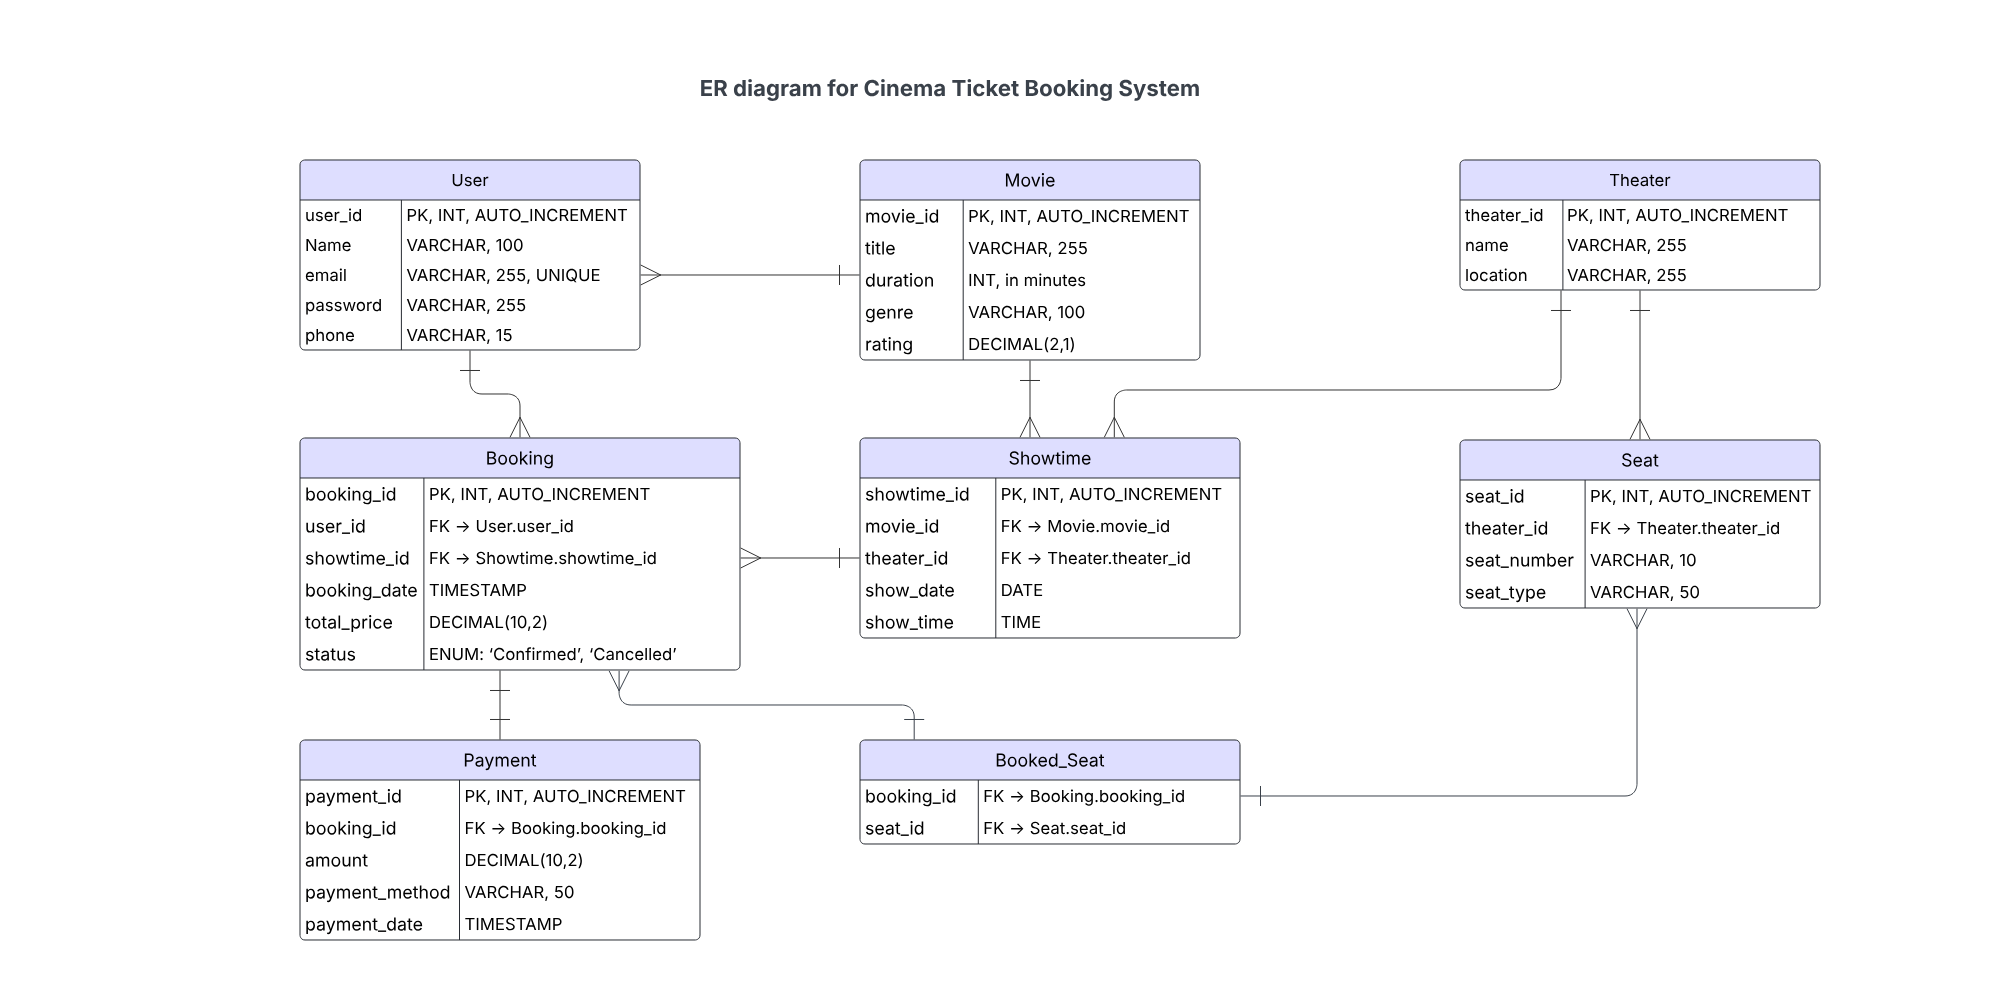 ER diagram for Cinema Ticket Booking System
User
user_id PK, INT, AUTO_INCREMENT
Name VARCHAR, 100
email VARCHAR, 255, UNIQUE
password VARCHAR, 255
phone VARCHAR, 15
Movie
movie_id PK, INT, AUTO_INCREMENT
title VARCHAR, 255
duration INT, in minutes
genre VARCHAR, 100
rating DECIMAL(2,1)
Theater
theater_id PK, INT, AUTO_INCREMENT
name VARCHAR, 255
location VARCHAR, 255
Booking
booking_id PK, INT, AUTO_INCREMENT
user_id FK → User.user_id
showtime_id FK → Showtime.showtime_id
booking_date TIMESTAMP
total_price DECIMAL(10,2)
status ENUM: ‘Confirmed’, ‘Cancelled’
Showtime
showtime_id PK, INT, AUTO_INCREMENT
movie_id FK → Movie.movie_id
theater_id FK → Theater.theater_id
show_date DATE
show_time TIME
Seat
seat_id PK, INT, AUTO_INCREMENT
theater_id FK → Theater.theater_id
seat_number VARCHAR, 10
seat_type VARCHAR, 50
Payment
payment_id PK, INT, AUTO_INCREMENT
booking_id FK → Booking.booking_id
amount DECIMAL(10,2)
payment_method VARCHAR, 50
payment_date TIMESTAMP
Booked_Seat
booking_id FK → Booking.booking_id
seat_id FK → Seat.seat_id